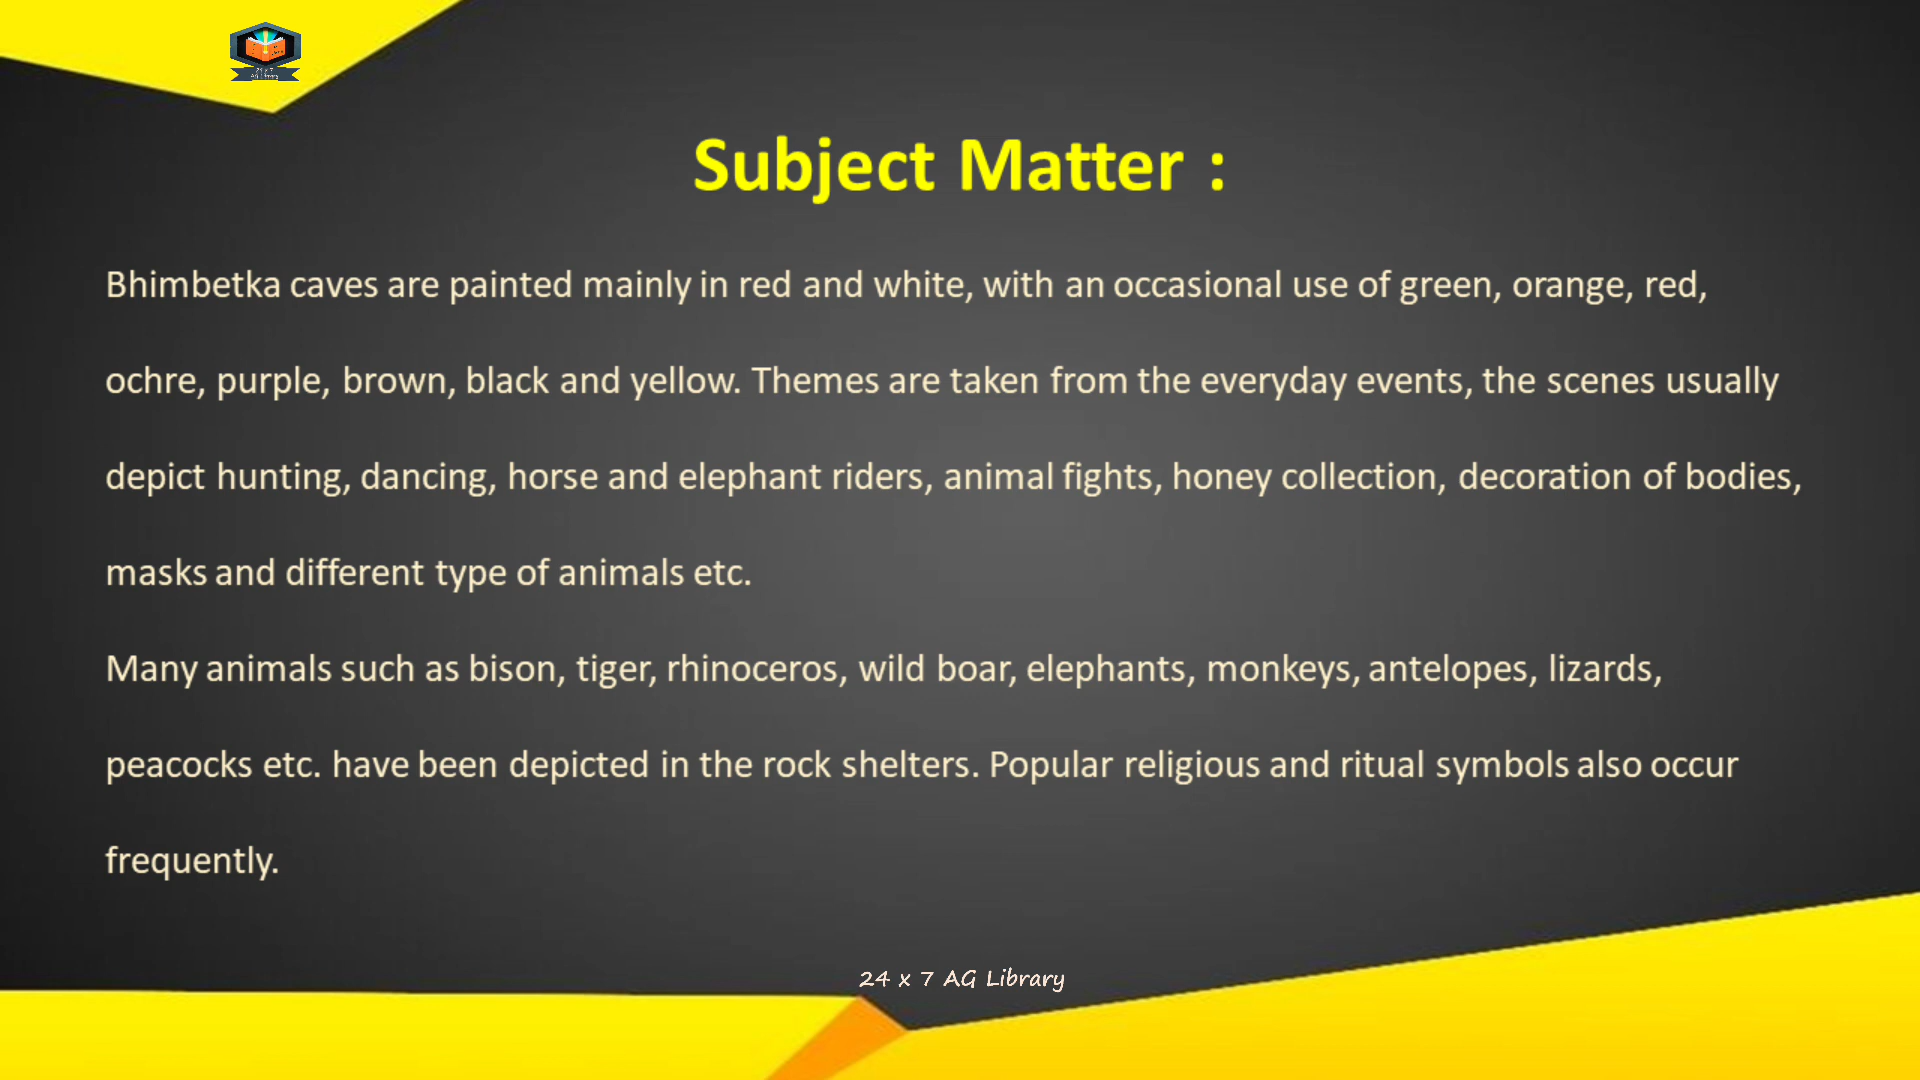 24 x 7
AG Library
Subject Matter :
Bhimbetka caves are painted mainly in red and white, with an occasional use of green, orange, red,
ochre, purple, brown, black and yellow. Themes are taken from the everyday events, the scenes usually
depict hunting, dancing, horse and elephant riders, animal fights, honey collection, decoration of bodies,
masks and different type of animals etc.
Many animals such as bison, tiger, rhinoceros, wild boar, elephants, monkeys, antelopes, lizards,
peacocks etc. have been depicted in the rock shelters. Popular religious and ritual symbols also occur
frequently.
24 x 7 AG Library